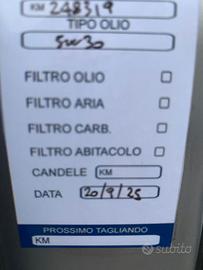 KM 248319
TIPO OLIO
5W30
FILTRO OLIO
FILTRO ARIA
FILTRO CARB.
FILTRO ABITACOLO
CANDELE KM
DATA 20/9/25
PROSSIMO TAGLIANDO
KM
subito